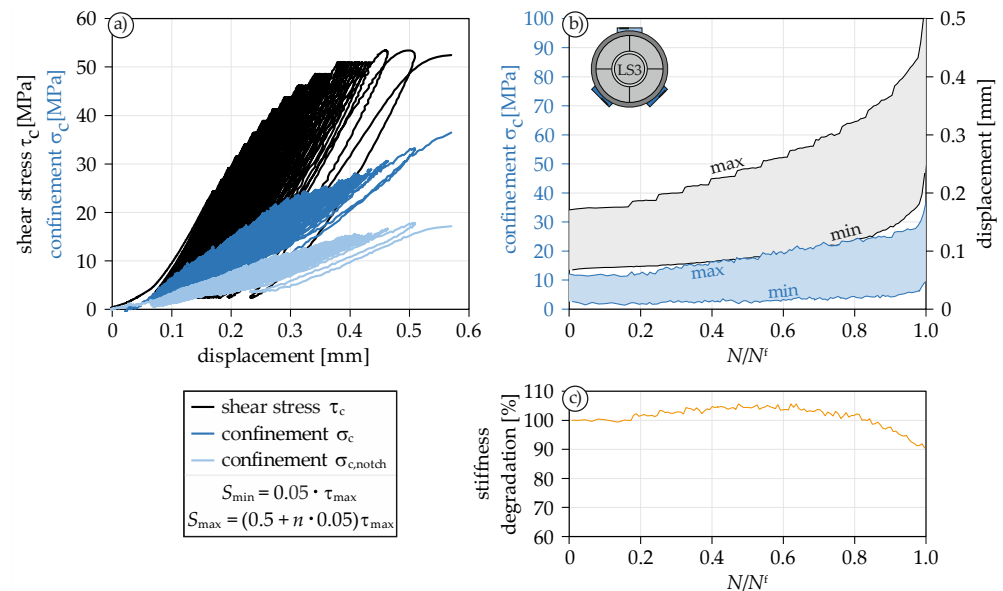 a)
shear stress τc [MPa]
confinement σc [MPa]
60
50
40
30
20
10
0
0 0.1 0.2 0.3 0.4 0.5 0.6
displacement [mm]
b)
confinement σc [MPa]
100
90
80
70
60
50
40
30
20
10
0
LS3
max
min
max
min
0.5
0.4
0.3
0.2
0.1
0
displacement [mm]
0 0.2 0.4 0.6 0.8 1.0
N/Nᶠ
shear stress τc
confinement σc
confinement σc,notch
Smin = 0.05 · τmax
Smax = (0.5 + n · 0.05)τmax
c)
stiffness
degradation [%]
110
100
90
80
70
60
0 0.2 0.4 0.6 0.8 1.0
N/Nᶠ